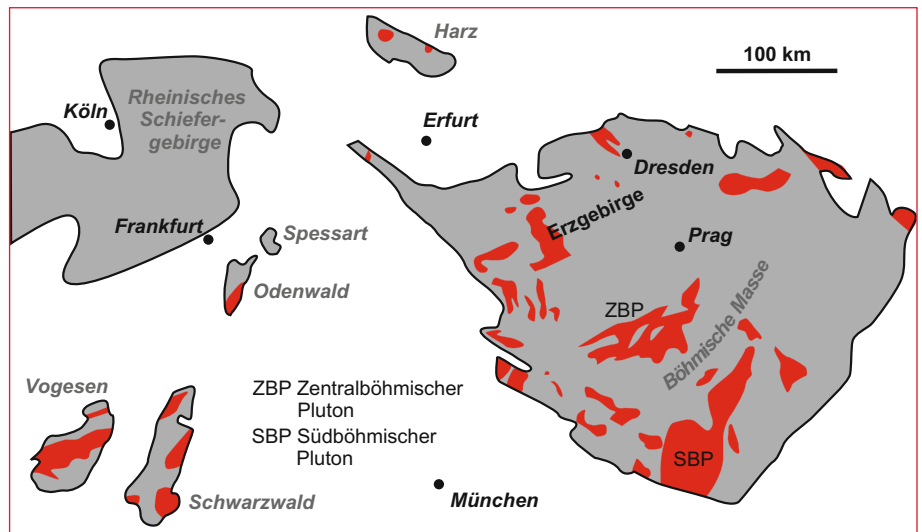 Harz
100 km
Köln
Rheinisches
Schiefer-
gebirge
Erfurt
Dresden
Erzgebirge
Frankfurt
Spessart
Prag
Odenwald
ZBP
Böhmische Masse
Vogesen
ZBP Zentralböhmischer
Pluton
SBP Südböhmischer
Pluton
SBP
Schwarzwald
München